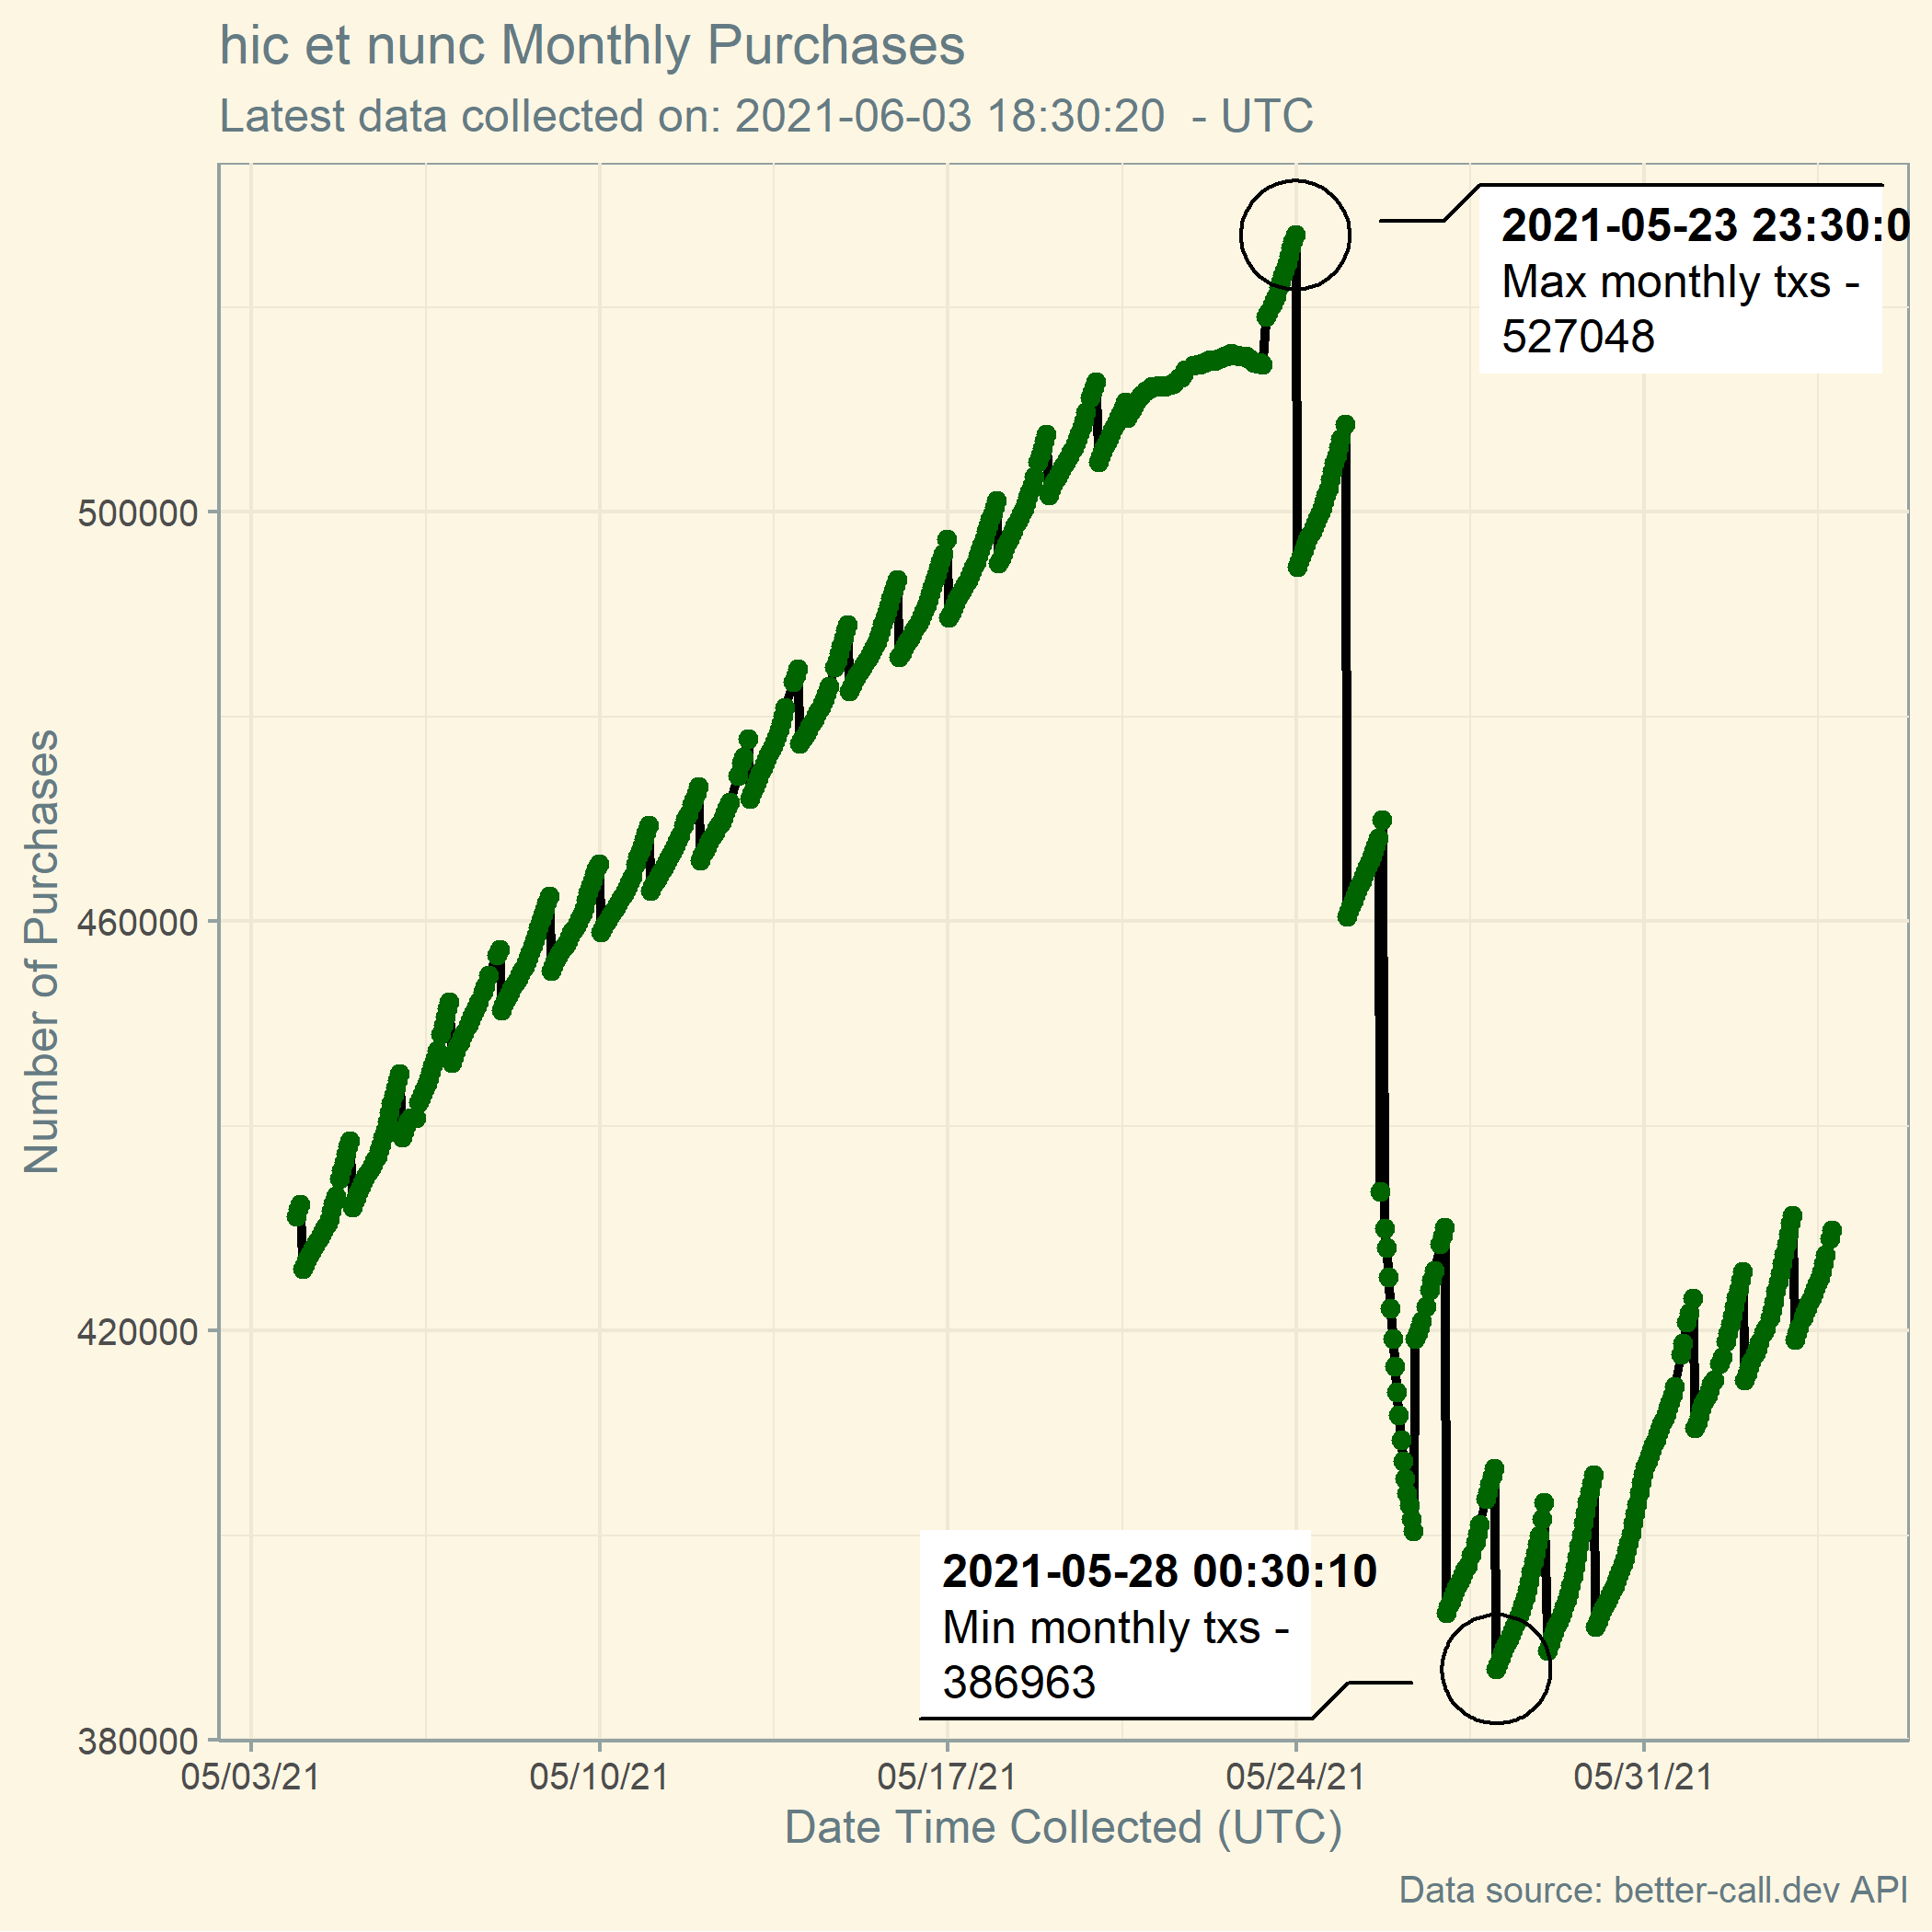 hic et nunc Monthly Purchases
Latest data collected on: 2021-06-03 18:30:20  - UTC
2021-05-23 23:30:0
Max monthly txs -
527048
500000
460000
420000
380000
Number of Purchases
2021-05-28 00:30:10
Min monthly txs -
386963
05/03/21
05/10/21
05/17/21
05/24/21
05/31/21
Date Time Collected (UTC)
Data source: better-call.dev API